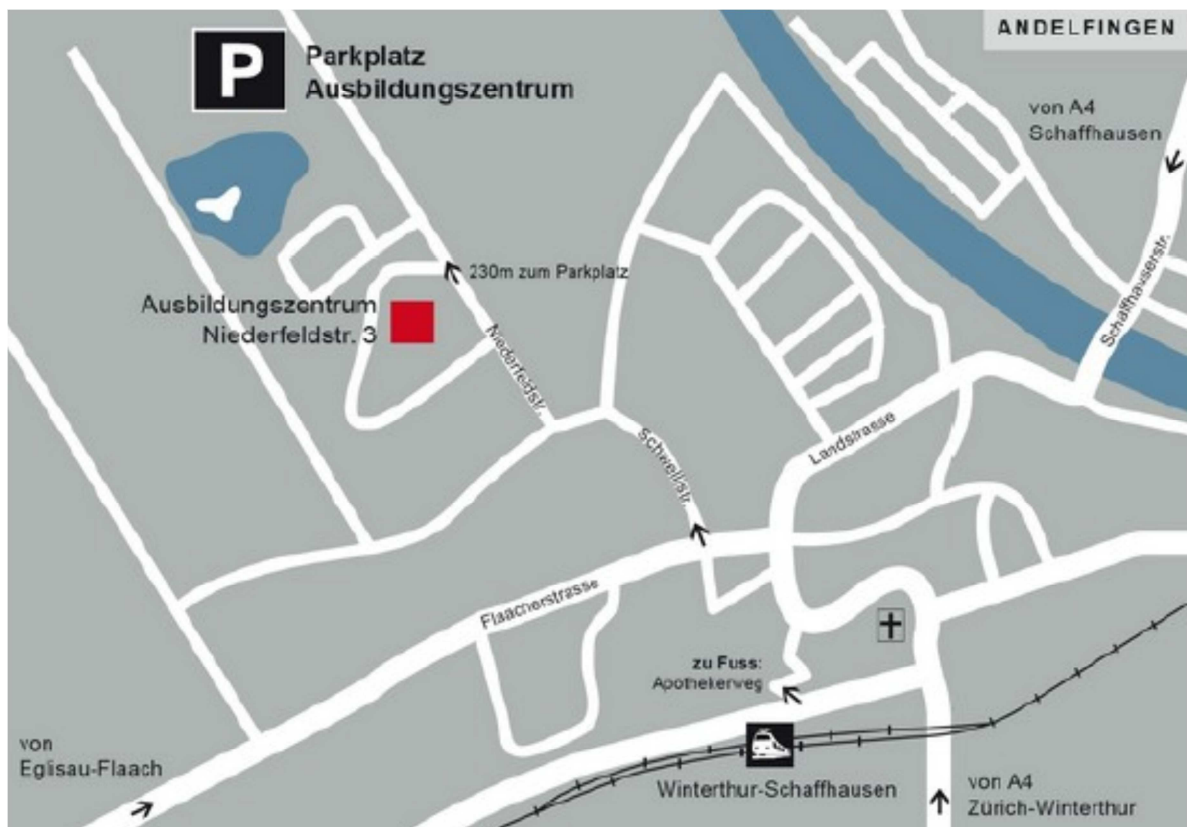 ANDELFINGEN
P
Parkplatz
Ausbildungszentrum
von A4
Schaffhausen
230m zum Parkplatz
Ausbildungszentrum
Niederfeldstr. 3
Niederfeldstr.
Schaffhauserstr.
Schwellstr.
Landstrasse
Flaacherstrasse
zu Fuss:
Apothekerweg
von
Eglisau-Flaach
Winterthur-Schaffhausen
von A4
Zürich-Winterthur